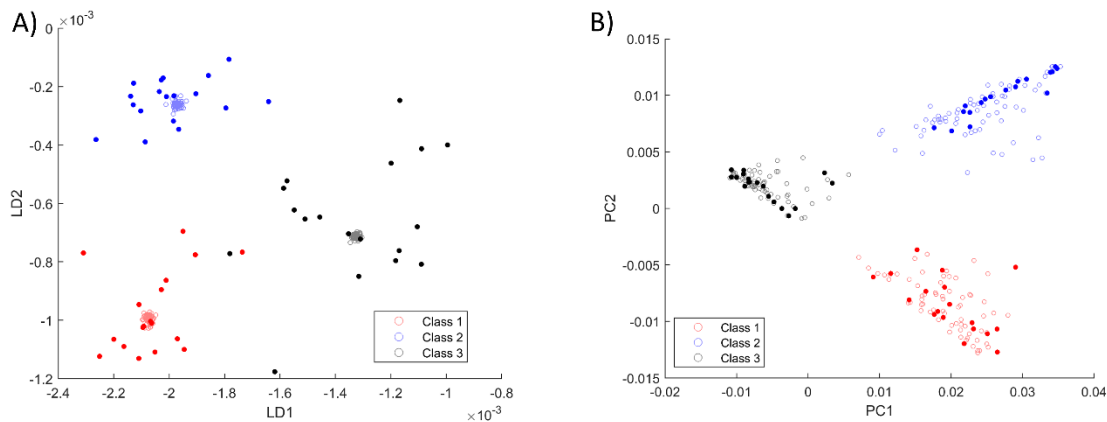 A)
×10⁻³
0
-0.2
-0.4
-0.6
-0.8
-1
-1.2
LD2
-2.4
-2.2
-2
-1.8
-1.6
-1.4
-1.2
-1
-0.8
LD1
×10⁻³
Class 1
Class 2
Class 3
B)
0.015
0.01
0.005
0
-0.005
-0.01
-0.015
PC2
-0.02
-0.01
0
0.01
0.02
0.03
0.04
PC1
Class 1
Class 2
Class 3